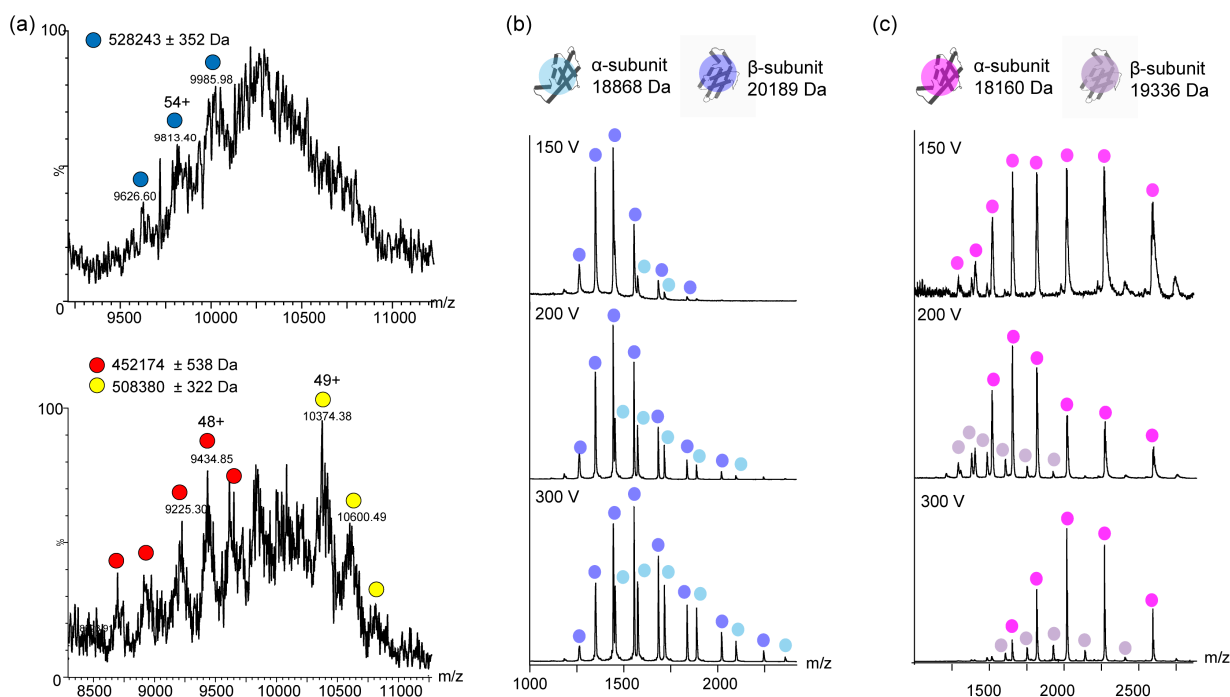 (a)
528243 ± 352 Da
100
9985.98
54+
9813.40
9626.60
%
0
9500 10000 10500 11000 m/z
452174 ± 538 Da
508380 ± 322 Da
100
49+
10374.38
48+
9434.85
9225.30
10600.49
%
0
8500 9000 9500 10000 10500 11000 m/z
(b)
α-subunit
18868 Da
β-subunit
20189 Da
150 V
200 V
300 V
1000 1500 2000 m/z
(c)
α-subunit
18160 Da
β-subunit
19336 Da
150 V
200 V
300 V
1500 2000 2500 m/z